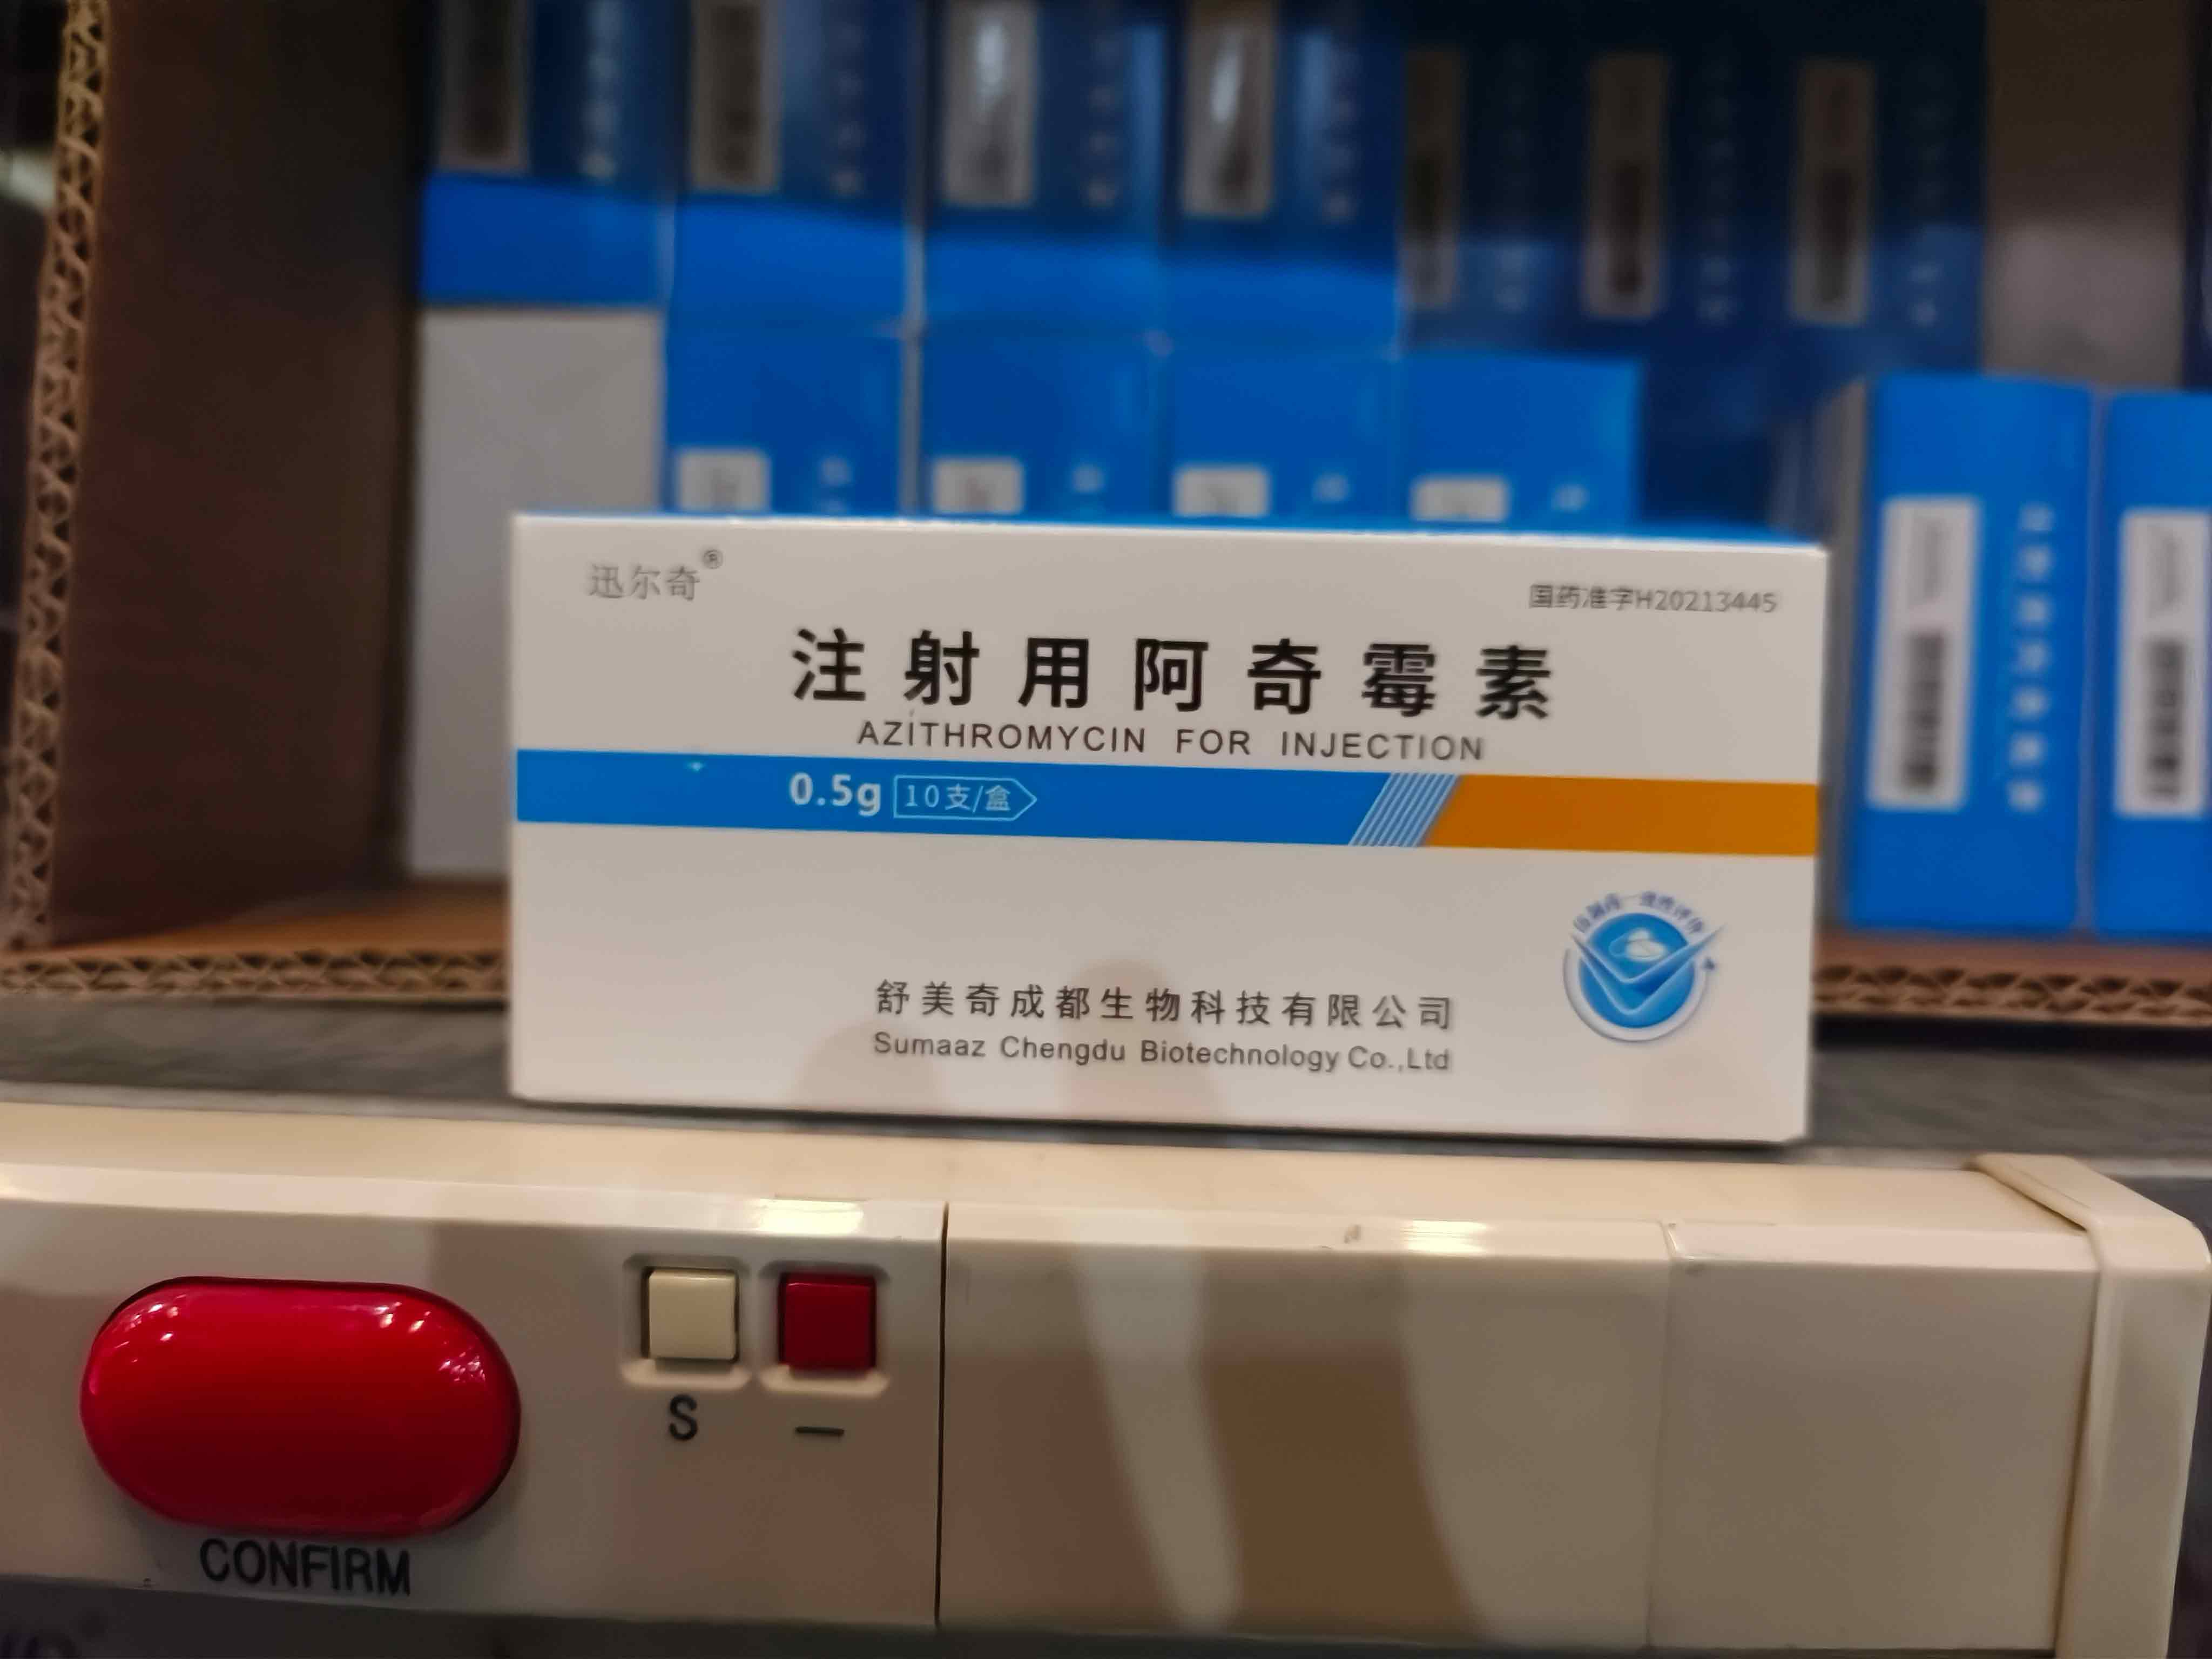 迅尔奇®
国药准字H20213445
注射用阿奇霉素
AZITHROMYCIN FOR INJECTION
0.5g 10支/盒
舒美奇成都生物科技有限公司
Sumaaz Chengdu Biotechnology Co.,Ltd
S
—
CONFIRM